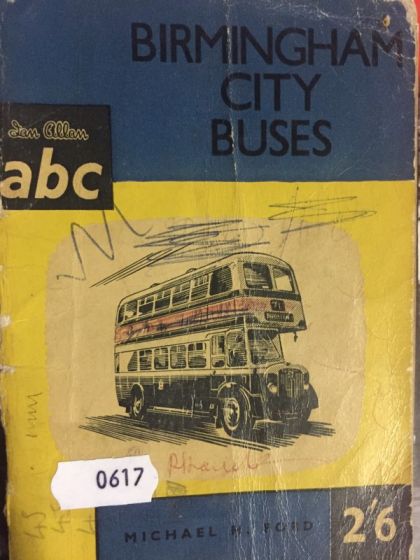 BIRMINGHAM
CITY
BUSES
Ian Allan
abc
0617
MICHAEL H. FORD
2'6